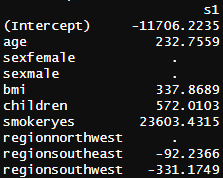 s1
(Intercept) -11706.2235
age 232.7559
sexfemale .
sexmale .
bmi 337.8689
children 572.0103
smokeryes 23603.4315
regionnorthwest .
regionsoutheast -92.2366
regionsouthwest -331.1749